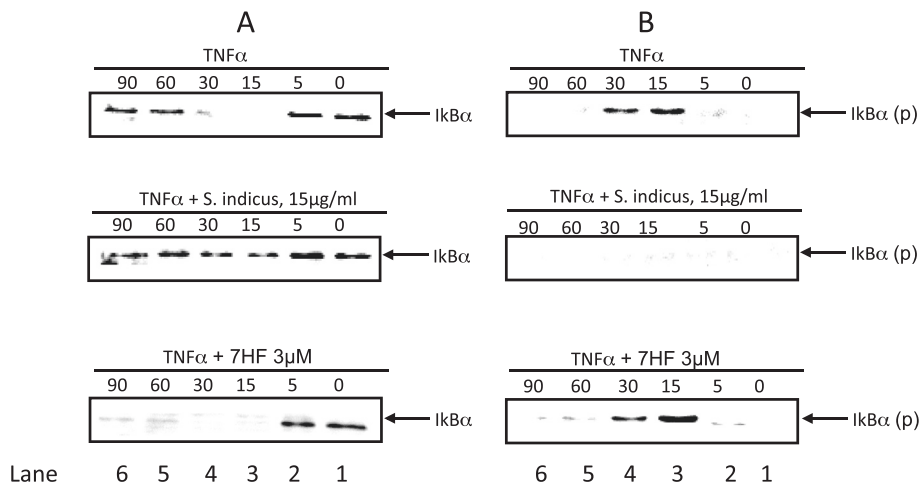 A
TNFα
90 60 30 15 5 0
IkBα
TNFα + S. indicus, 15µg/ml
90 60 30 15 5 0
IkBα
TNFα + 7HF 3µM
90 60 30 15 5 0
IkBα
B
TNFα
90 60 30 15 5 0
IkBα (p)
TNFα + S. indicus, 15µg/ml
90 60 30 15 5 0
IkBα (p)
TNFα + 7HF 3µM
90 60 30 15 5 0
IkBα (p)
Lane 6 5 4 3 2 1 6 5 4 3 2 1